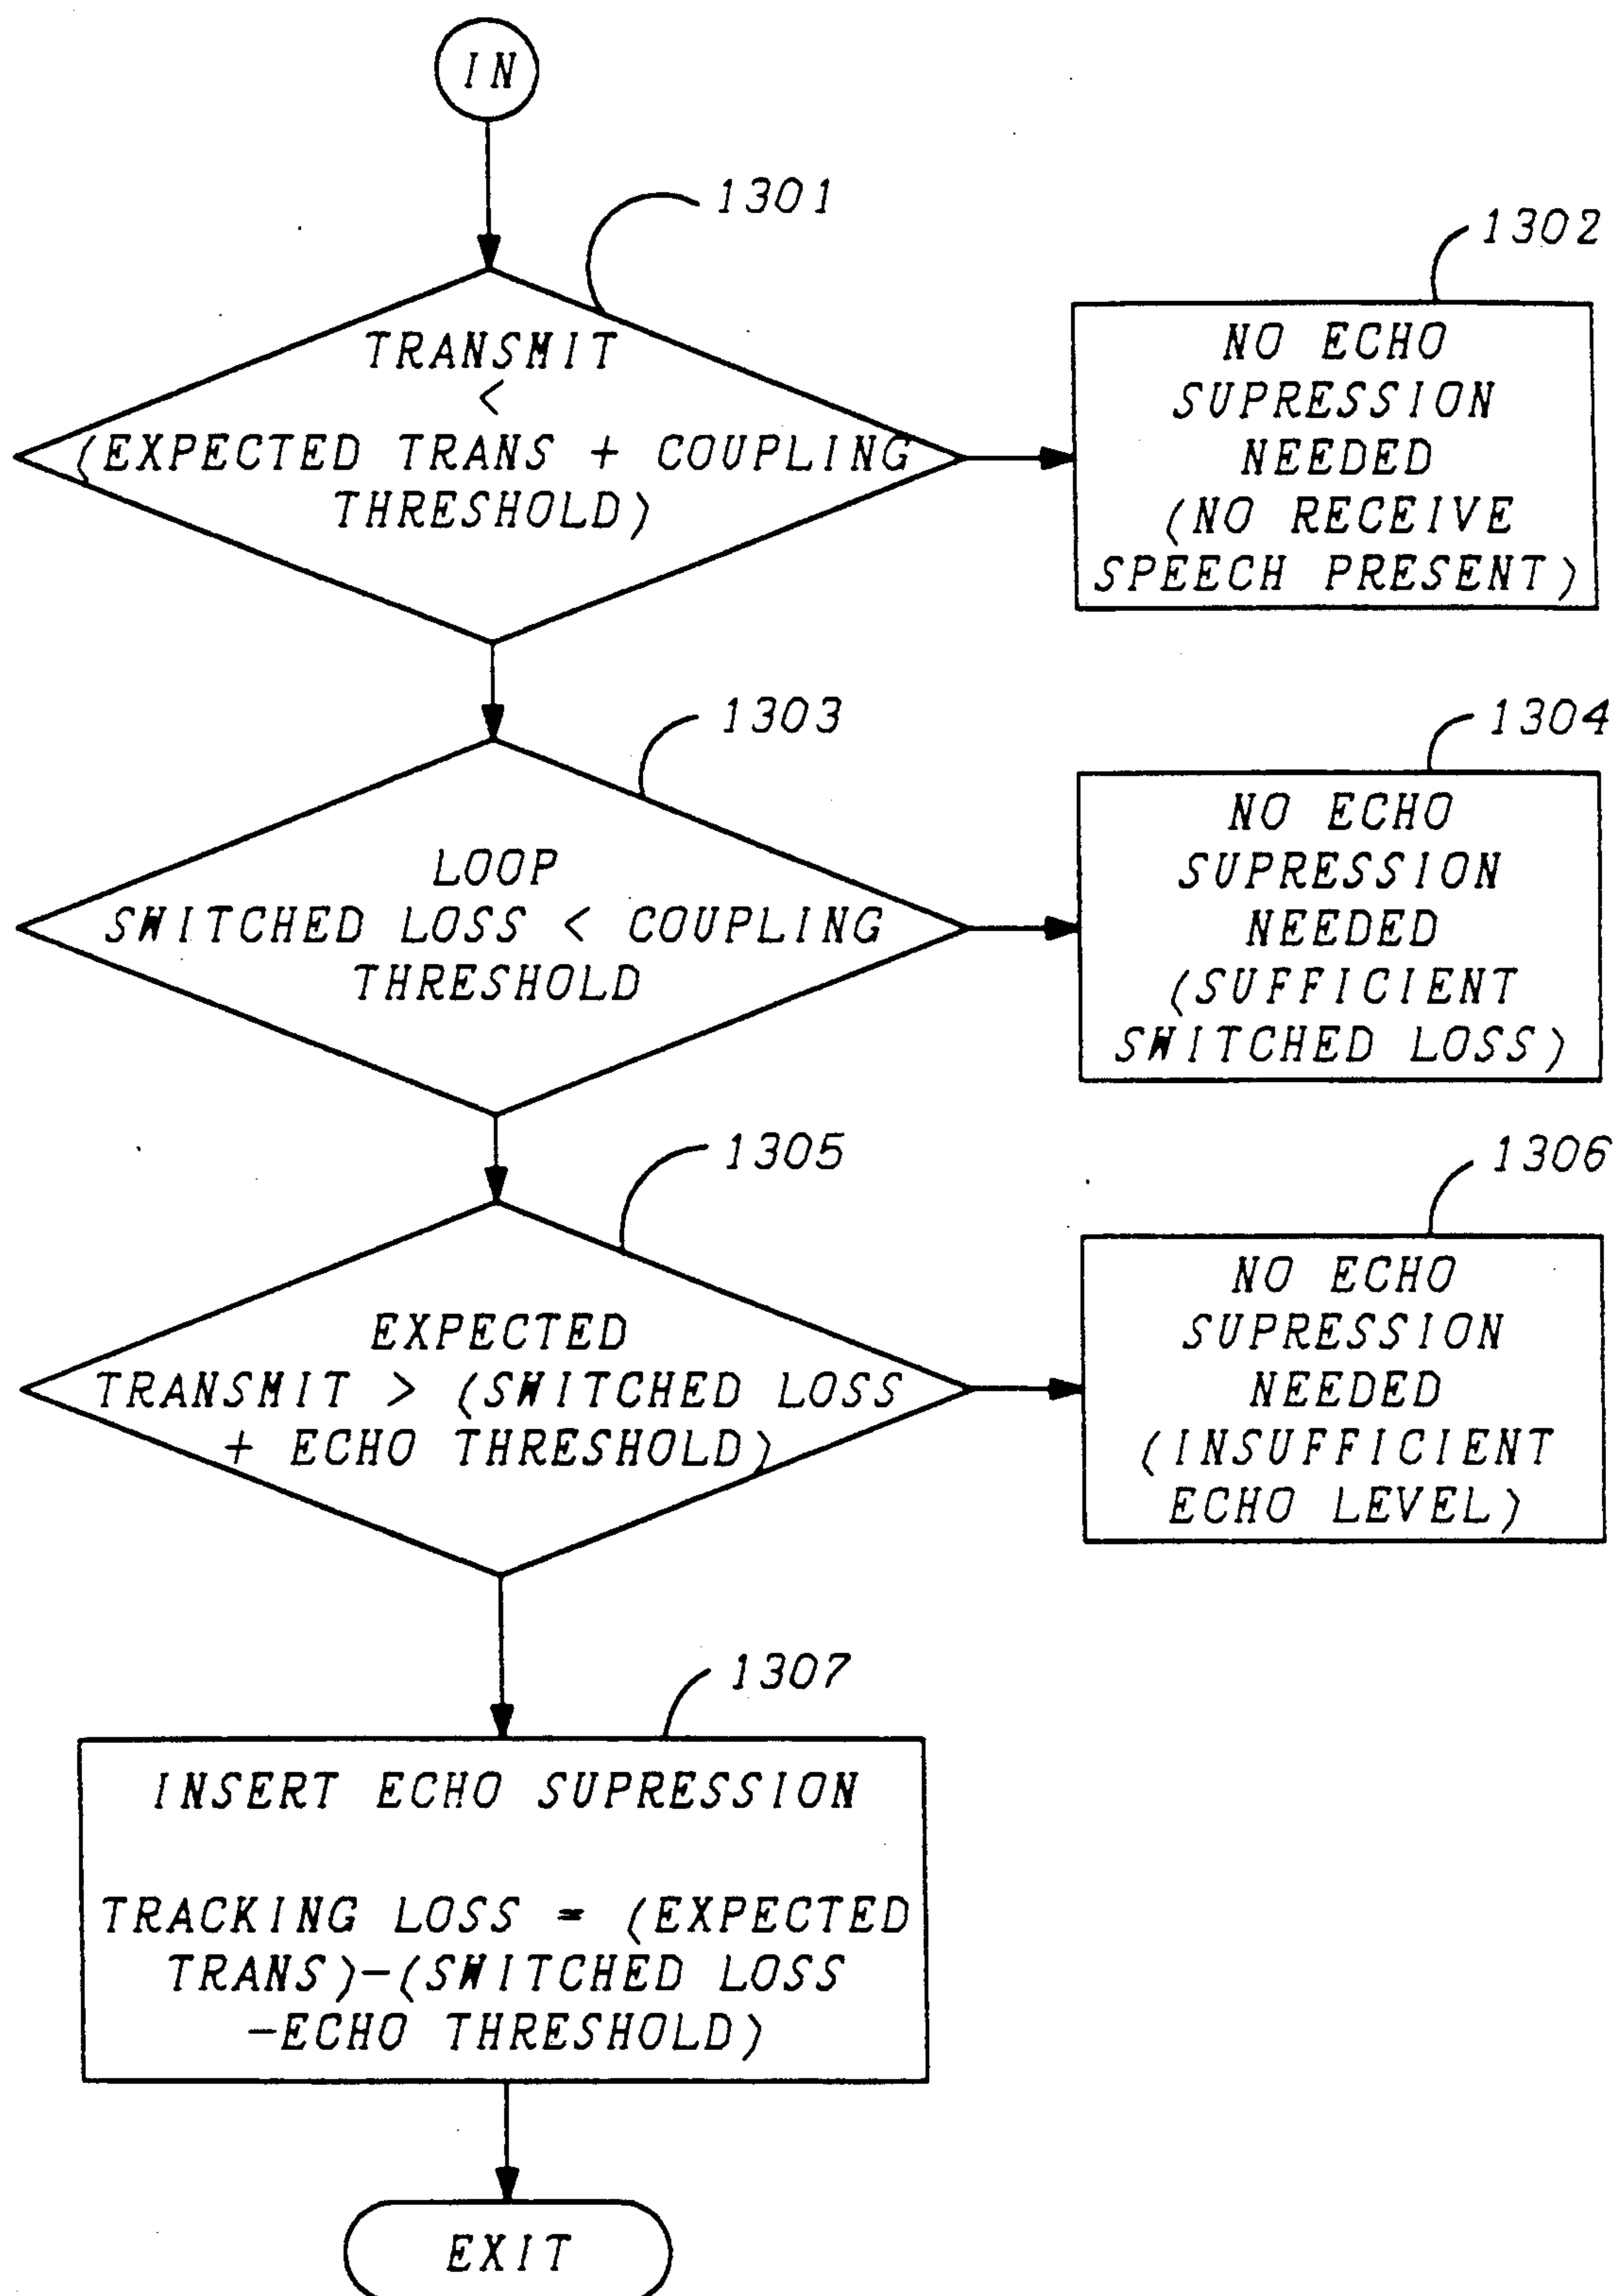 IN
1301
TRANSMIT
<
(EXPECTED TRANS + COUPLING
THRESHOLD)
1302
NO ECHO
SUPRESSION
NEEDED
(NO RECEIVE
SPEECH PRESENT)
1303
LOOP
SWITCHED LOSS < COUPLING
THRESHOLD
1304
NO ECHO
SUPRESSION
NEEDED
(SUFFICIENT
SWITCHED LOSS)
1305
EXPECTED
TRANSMIT > (SWITCHED LOSS
+ ECHO THRESHOLD)
1306
NO ECHO
SUPRESSION
NEEDED
(INSUFFICIENT
ECHO LEVEL)
1307
INSERT ECHO SUPRESSION
TRACKING LOSS = (EXPECTED
TRANS)-(SWITCHED LOSS
-ECHO THRESHOLD)
EXIT